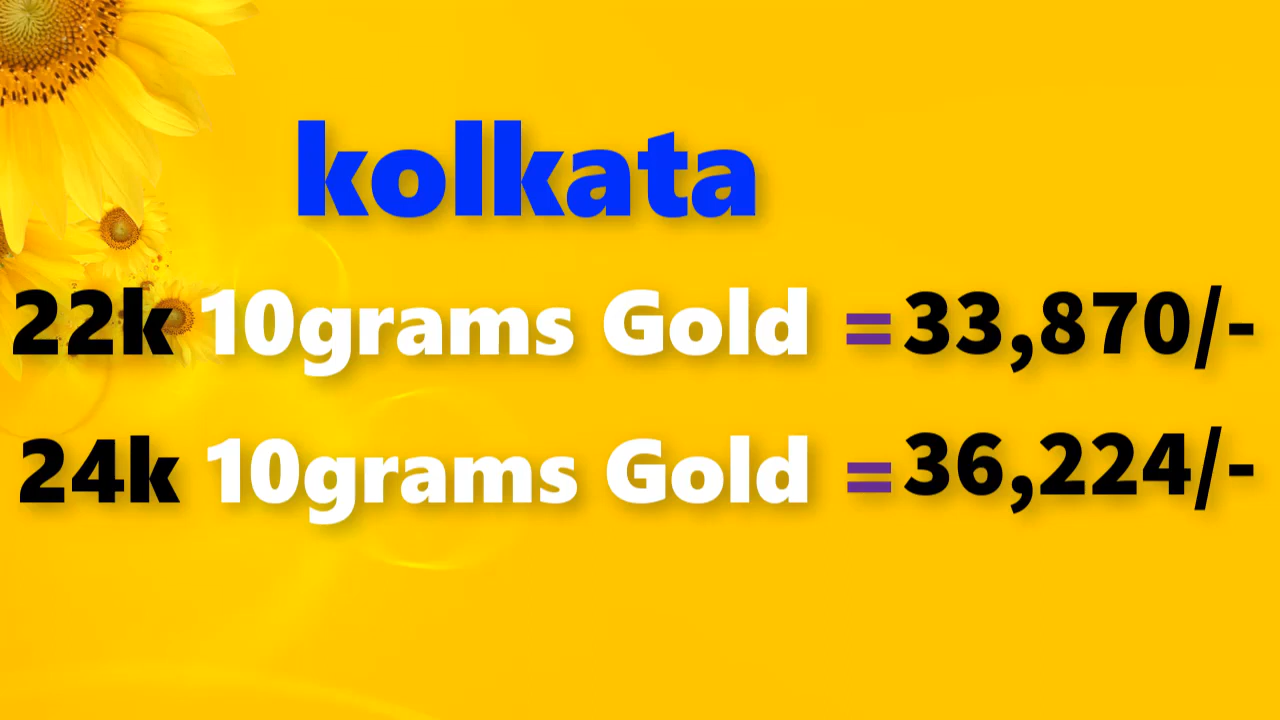 kolkata
22k 10grams Gold =33,870/-
24k 10grams Gold =36,224/-